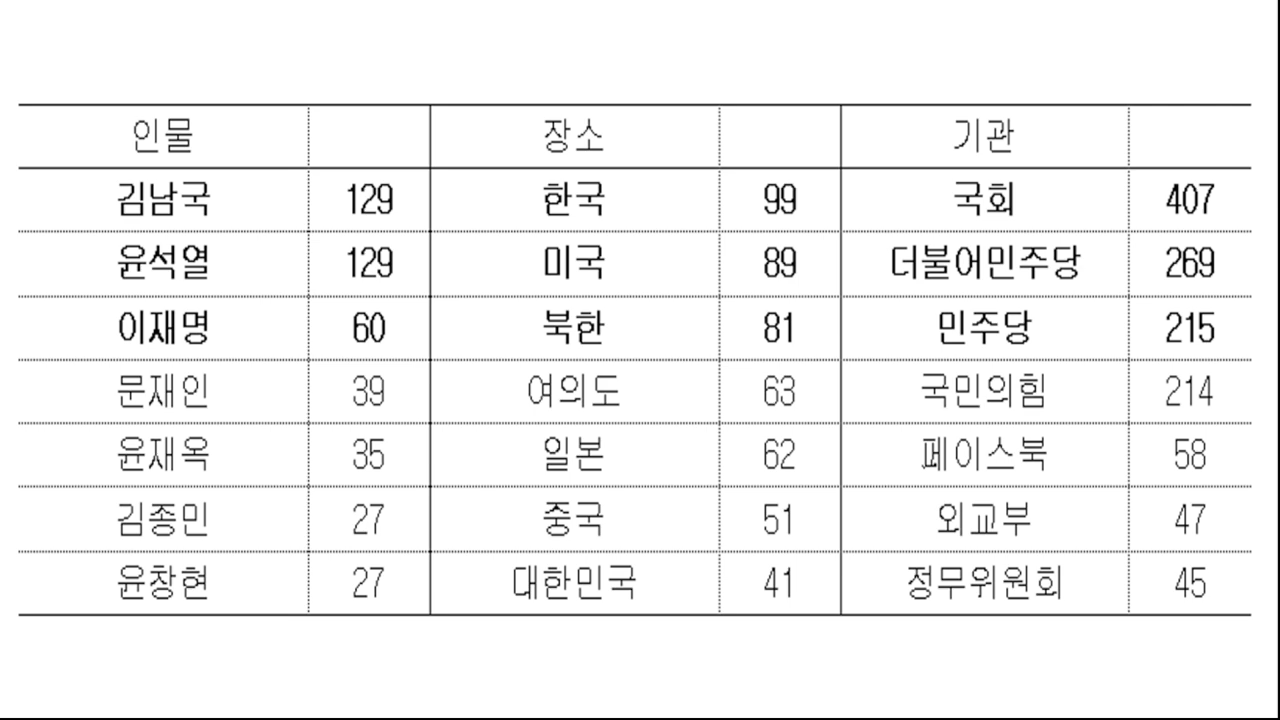 인물 장소 기관
김남국 129 한국 99 국회 407
윤석열 129 미국 89 더불어민주당 269
이재명 60 북한 81 민주당 215
문재인 39 여의도 63 국민의힘 214
윤재옥 35 일본 62 페이스북 58
김종민 27 중국 51 외교부 47
윤창현 27 대한민국 41 정무위원회 45